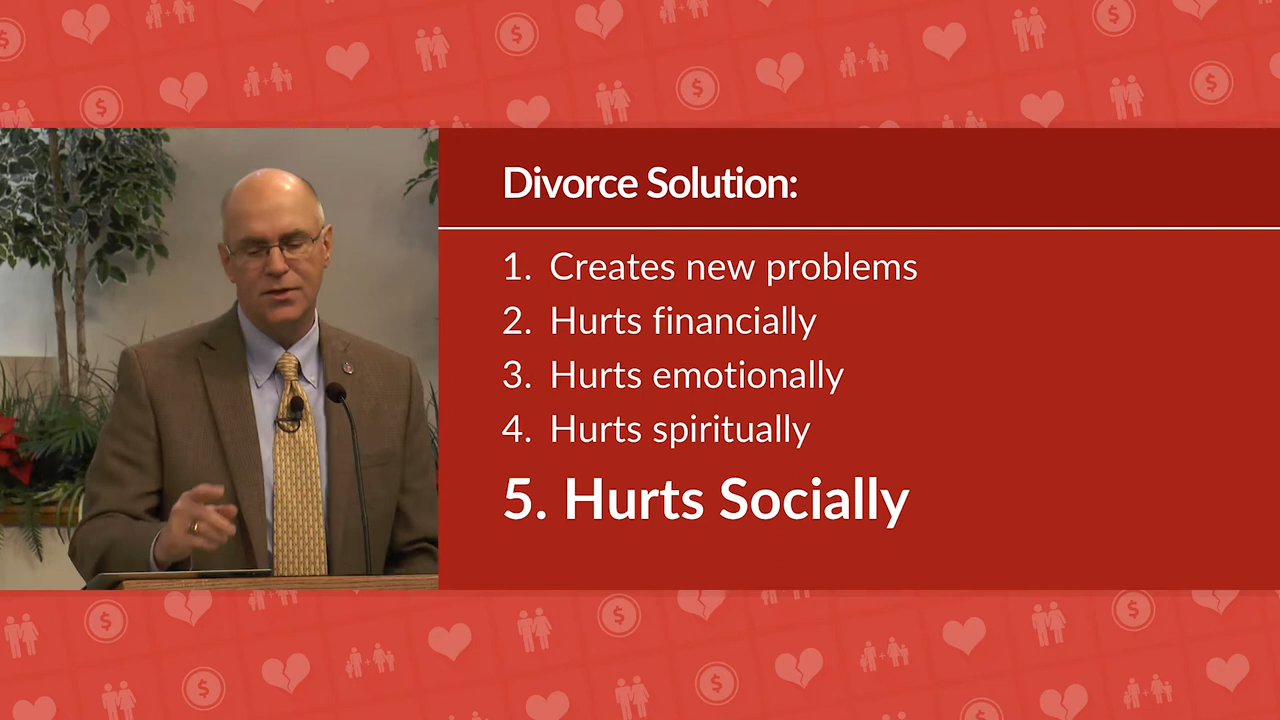 Divorce Solution:
1. Creates new problems
2. Hurts financially
3. Hurts emotionally
4. Hurts spiritually
5. Hurts Socially